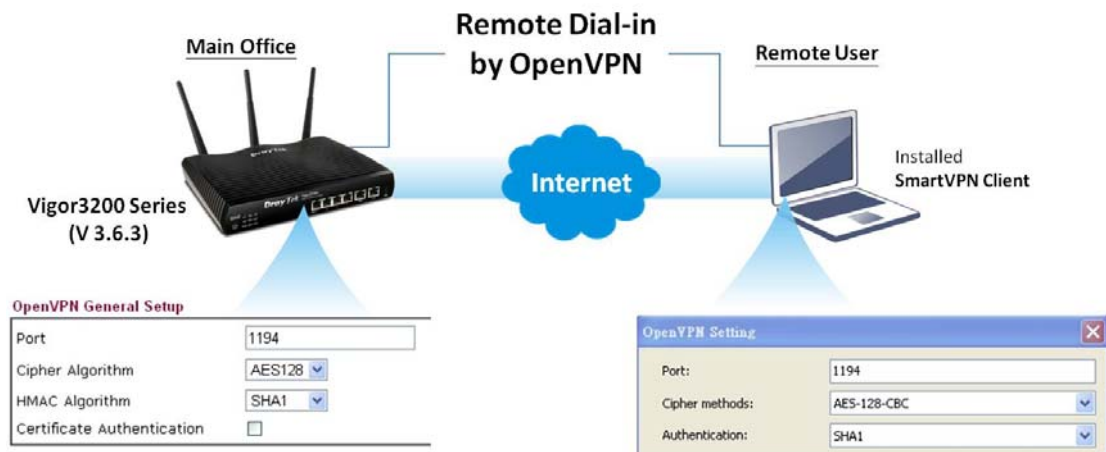 Remote Dial-in
by OpenVPN
Main Office
Remote User
Internet
Installed
SmartVPN Client
Vigor3200 Series
(V 3.6.3)
DrayTek
OpenVPN General Setup
Port 1194
Cipher Algorithm AES128
HMAC Algorithm SHA1
Certificate Authentication
OpenVPN Setting
Port: 1194
Cipher methods: AES-128-CBC
Authentication: SHA1